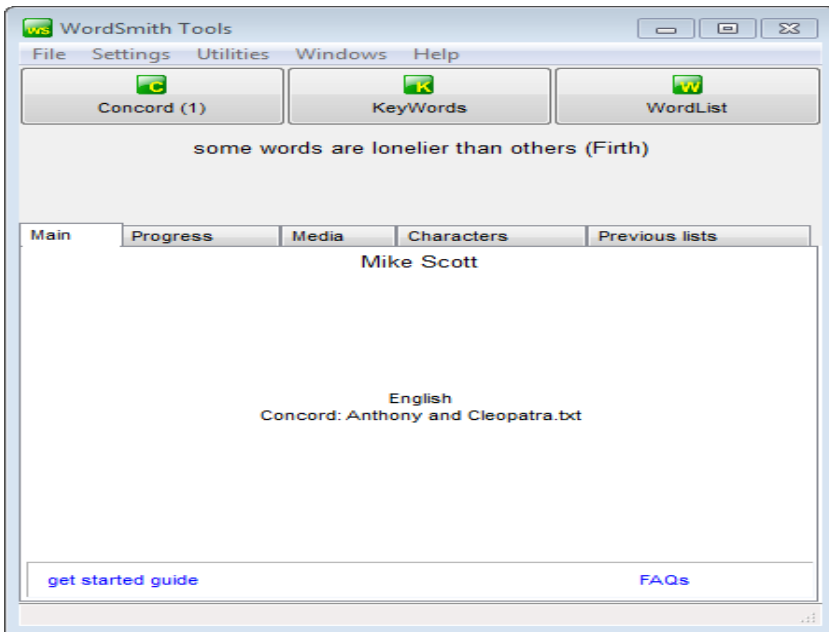 ws WordSmith Tools
File Settings Utilities Windows Help
C K W
Concord (1) KeyWords WordList
some words are lonelier than others (Firth)
Main Progress Media Characters Previous lists
Mike Scott
English
Concord: Anthony and Cleopatra.txt
get started guide FAQs